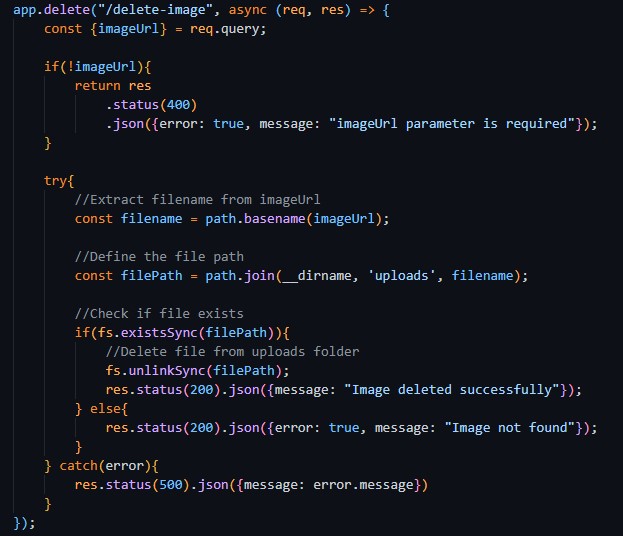 app.delete("/delete-image", async (req, res) => {
    const {imageUrl} = req.query;

    if(!imageUrl){
        return res
            .status(400)
            .json({error: true, message: "imageUrl parameter is required"});
    }

    try{
        //Extract filename from imageUrl
        const filename = path.basename(imageUrl);

        //Define the file path
        const filePath = path.join(__dirname, 'uploads', filename);

        //Check if file exists
        if(fs.existsSync(filePath)){
            //Delete file from uploads folder
            fs.unlinkSync(filePath);
            res.status(200).json({message: "Image deleted successfully"});
        } else{
            res.status(200).json({error: true, message: "Image not found"});
        }
    } catch(error){
        res.status(500).json({message: error.message})
    }
});